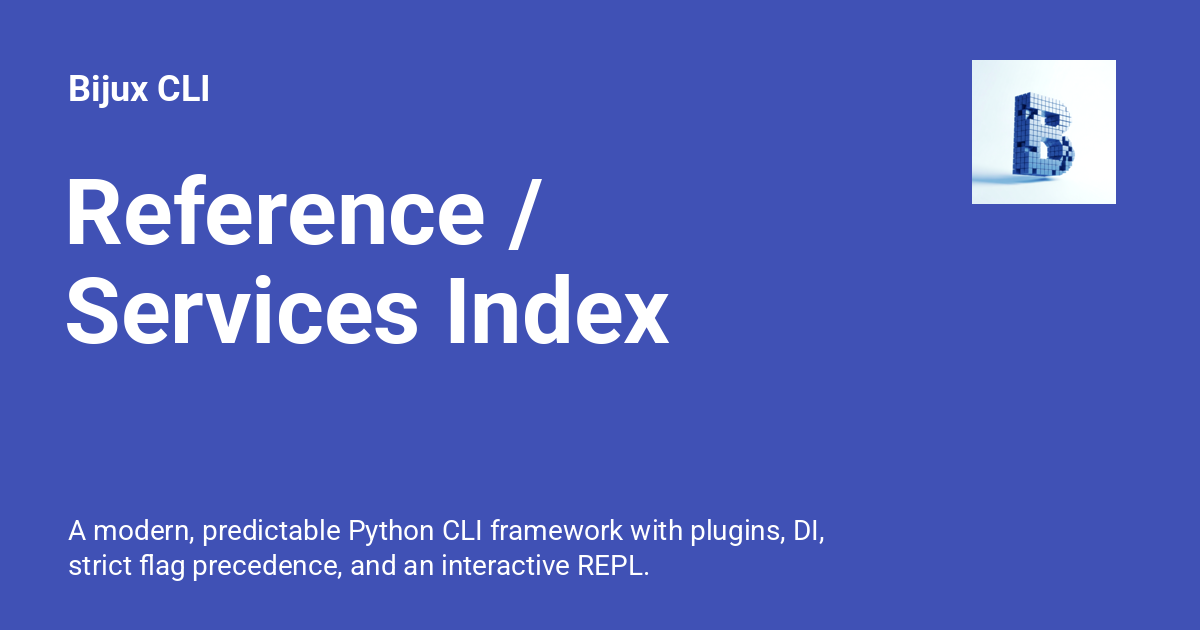 Bijux CLI
Reference /
Services Index
A modern, predictable Python CLI framework with plugins, DI,
strict flag precedence, and an interactive REPL.
B